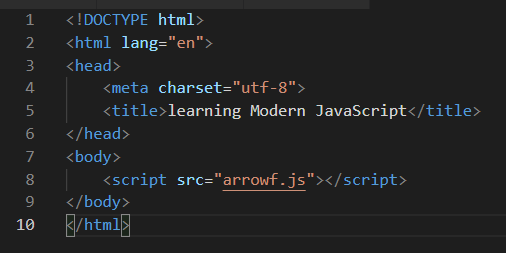 1 <!DOCTYPE html>
2 <html lang="en">
3 <head>
4     <meta charset="utf-8">
5     <title>learning Modern JavaScript</title>
6 </head>
7 <body>
8     <script src="arrowf.js"></script>
9 </body>
10 </html>